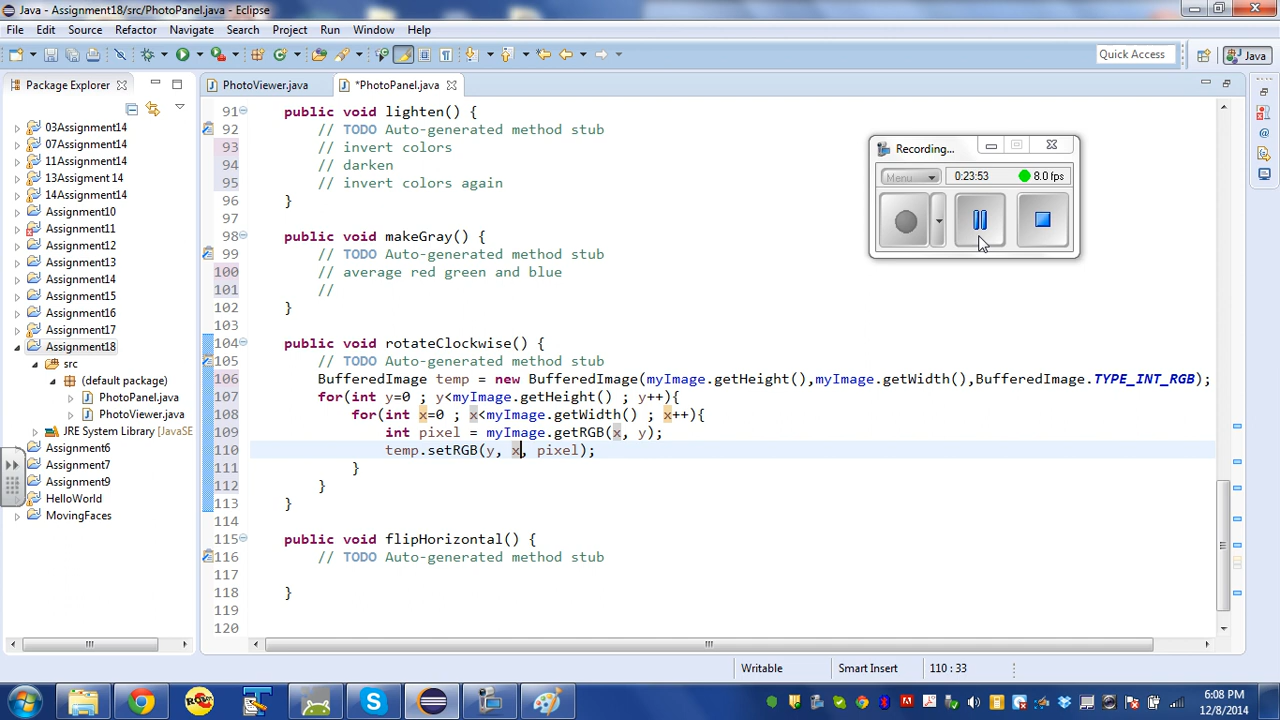 Java - Assignment18/src/PhotoPanel.java - Eclipse
File Edit Source Refactor Navigate Search Project Run Window Help
Quick Access
Java
Package Explorer
PhotoViewer.java
*PhotoPanel.java
03Assignment14
07Assignment14
11Assignment14
13Assignment 14
14Assignment14
Assignment10
Assignment11
Assignment12
Assignment13
Assignment14
Assignment15
Assignment16
Assignment17
Assignment18
src
(default package)
PhotoPanel.java
PhotoViewer.java
JRE System Library [JavaSE
Assignment6
Assignment7
Assignment8
Assignment9
HelloWorld
MovingFaces
91 public void lighten() {
92 // TODO Auto-generated method stub
93 // invert colors
94 // darken
95 // invert colors again
96 }
97
98 public void makeGray() {
99 // TODO Auto-generated method stub
100 // average red green and blue
101 //
102 }
103
104 public void rotateClockwise() {
105 // TODO Auto-generated method stub
106 BufferedImage temp = new BufferedImage(myImage.getHeight(),myImage.getWidth(),BufferedImage.TYPE_INT_RGB);
107 for(int y=0 ; y<myImage.getHeight() ; y++){
108 for(int x=0 ; x<myImage.getWidth() ; x++){
109 int pixel = myImage.getRGB(x, y);
110 temp.setRGB(y, x, pixel);
111 }
112 }
113 }
114
115 public void flipHorizontal() {
116 // TODO Auto-generated method stub
117
118 }
119
120
Recording...
Menu
0:23:53
8.0 fps
Writable
Smart Insert
110 : 33
6:08 PM
12/8/2014